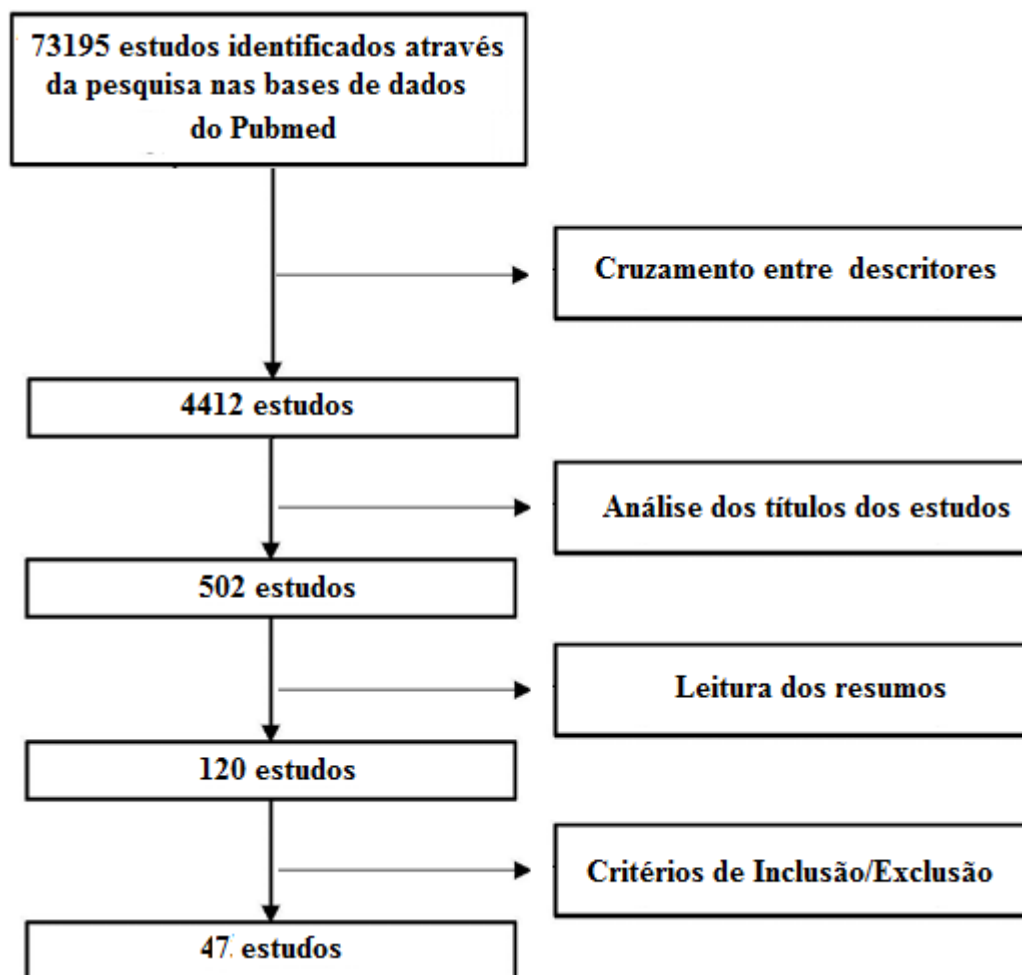 73195 estudos identificados através
da pesquisa nas bases de dados
do Pubmed
Cruzamento entre descritores
4412 estudos
Análise dos títulos dos estudos
502 estudos
Leitura dos resumos
120 estudos
Critérios de Inclusão/Exclusão
47 estudos